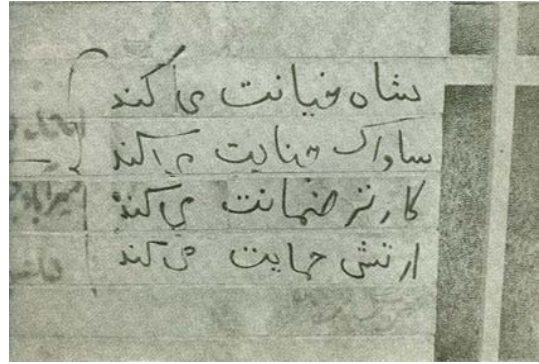 شاه خیانت می کند
ساواک جنایت می کند
کارتر ضمانت می کند
ارتش حمایت می کند